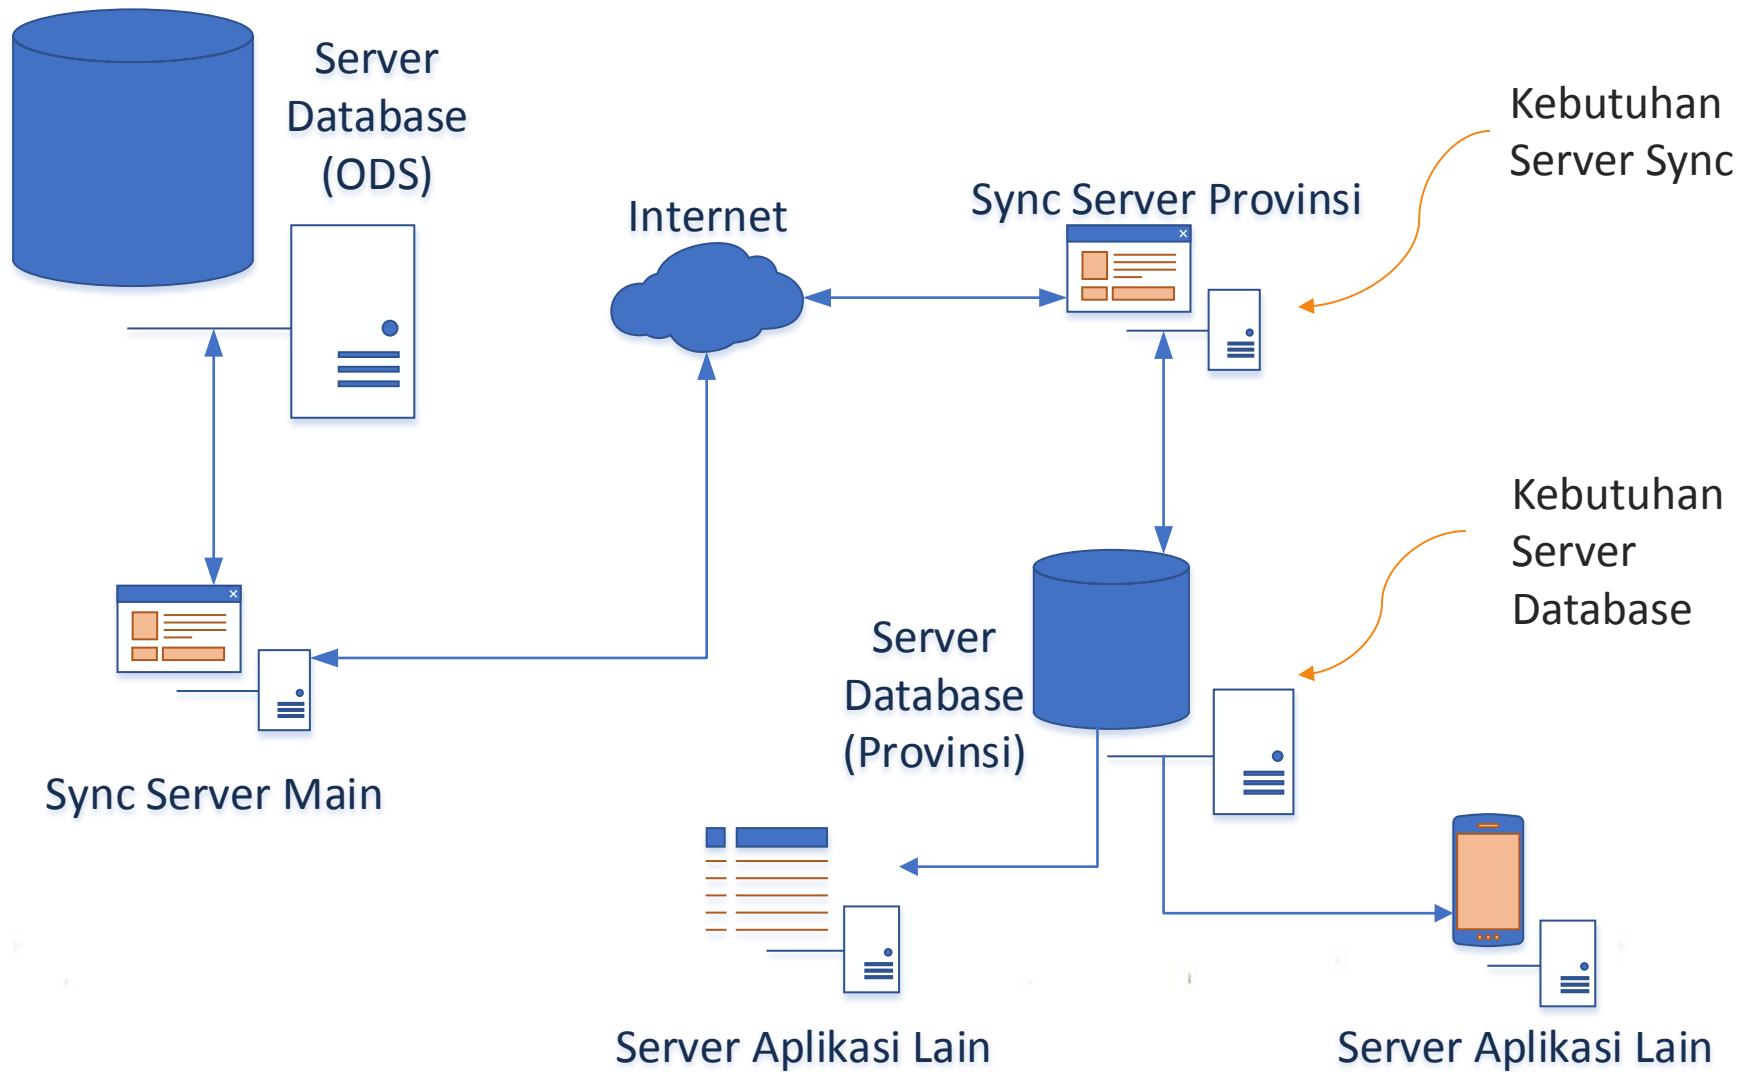 Server
Database
(ODS)
Internet
Sync Server Provinsi
Kebutuhan
Server Sync
Kebutuhan
Server
Database
Server
Database
(Provinsi)
Sync Server Main
Server Aplikasi Lain
Server Aplikasi Lain